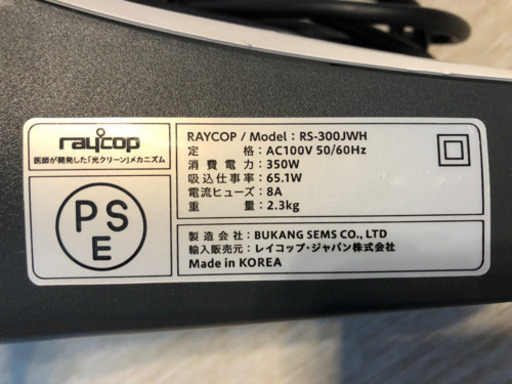 raycop
医師が開発した「光クリーン」メカニズム
PS
E
RAYCOP / Model: RS-300JWH
定 格: AC100V 50/60Hz
消費電力: 350W
吸込仕事率: 65.1W
電流ヒューズ: 8A
重 量: 2.3kg
製造会社: BUKANG SEMS CO., LTD
輸入販売元: レイコップ・ジャパン株式会社
Made in KOREA